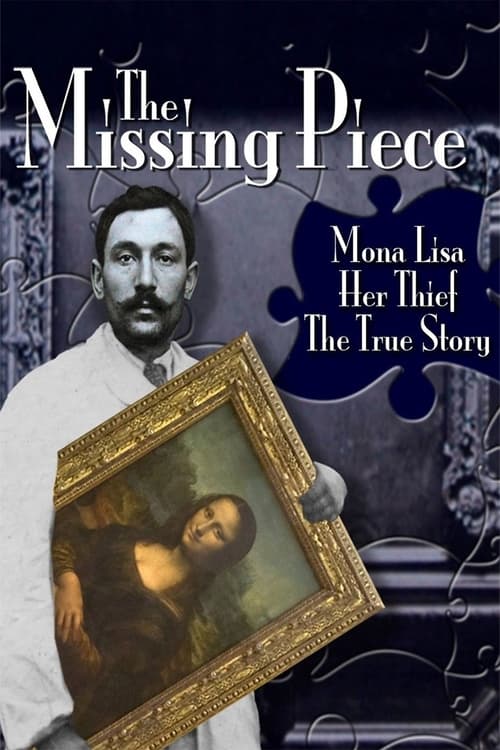 The
Missing Piece
Mona Lisa
Her Thief
The True Story